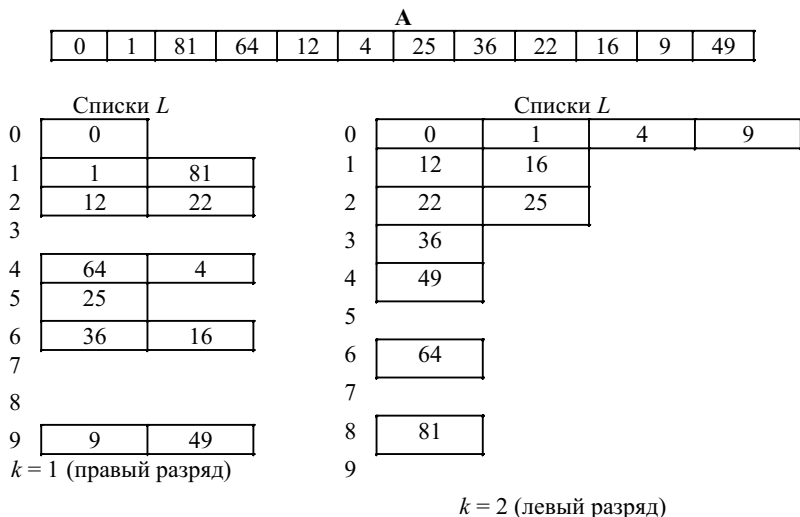 A
0 1 81 64 12 4 25 36 22 16 9 49
Списки L
0 0
1 1 81
2 12 22
3
4 64 4
5 25
6 36 16
7
8
9 9 49
k = 1 (правый разряд)
Списки L
0 0 1 4 9
1 12 16
2 22 25
3 36
4 49
5
6 64
7
8 81
9
k = 2 (левый разряд)